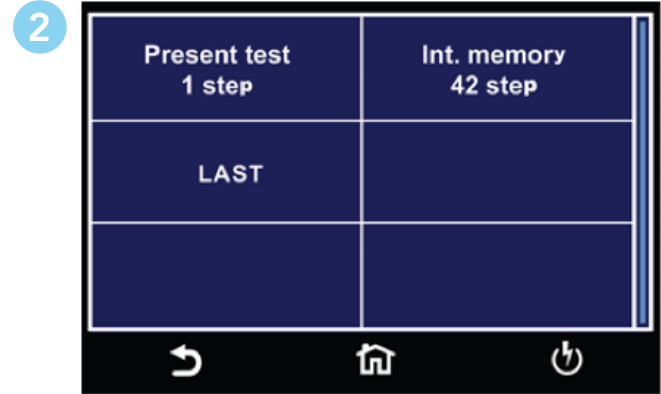 2
Present test
1 step
Int. memory
42 step
LAST